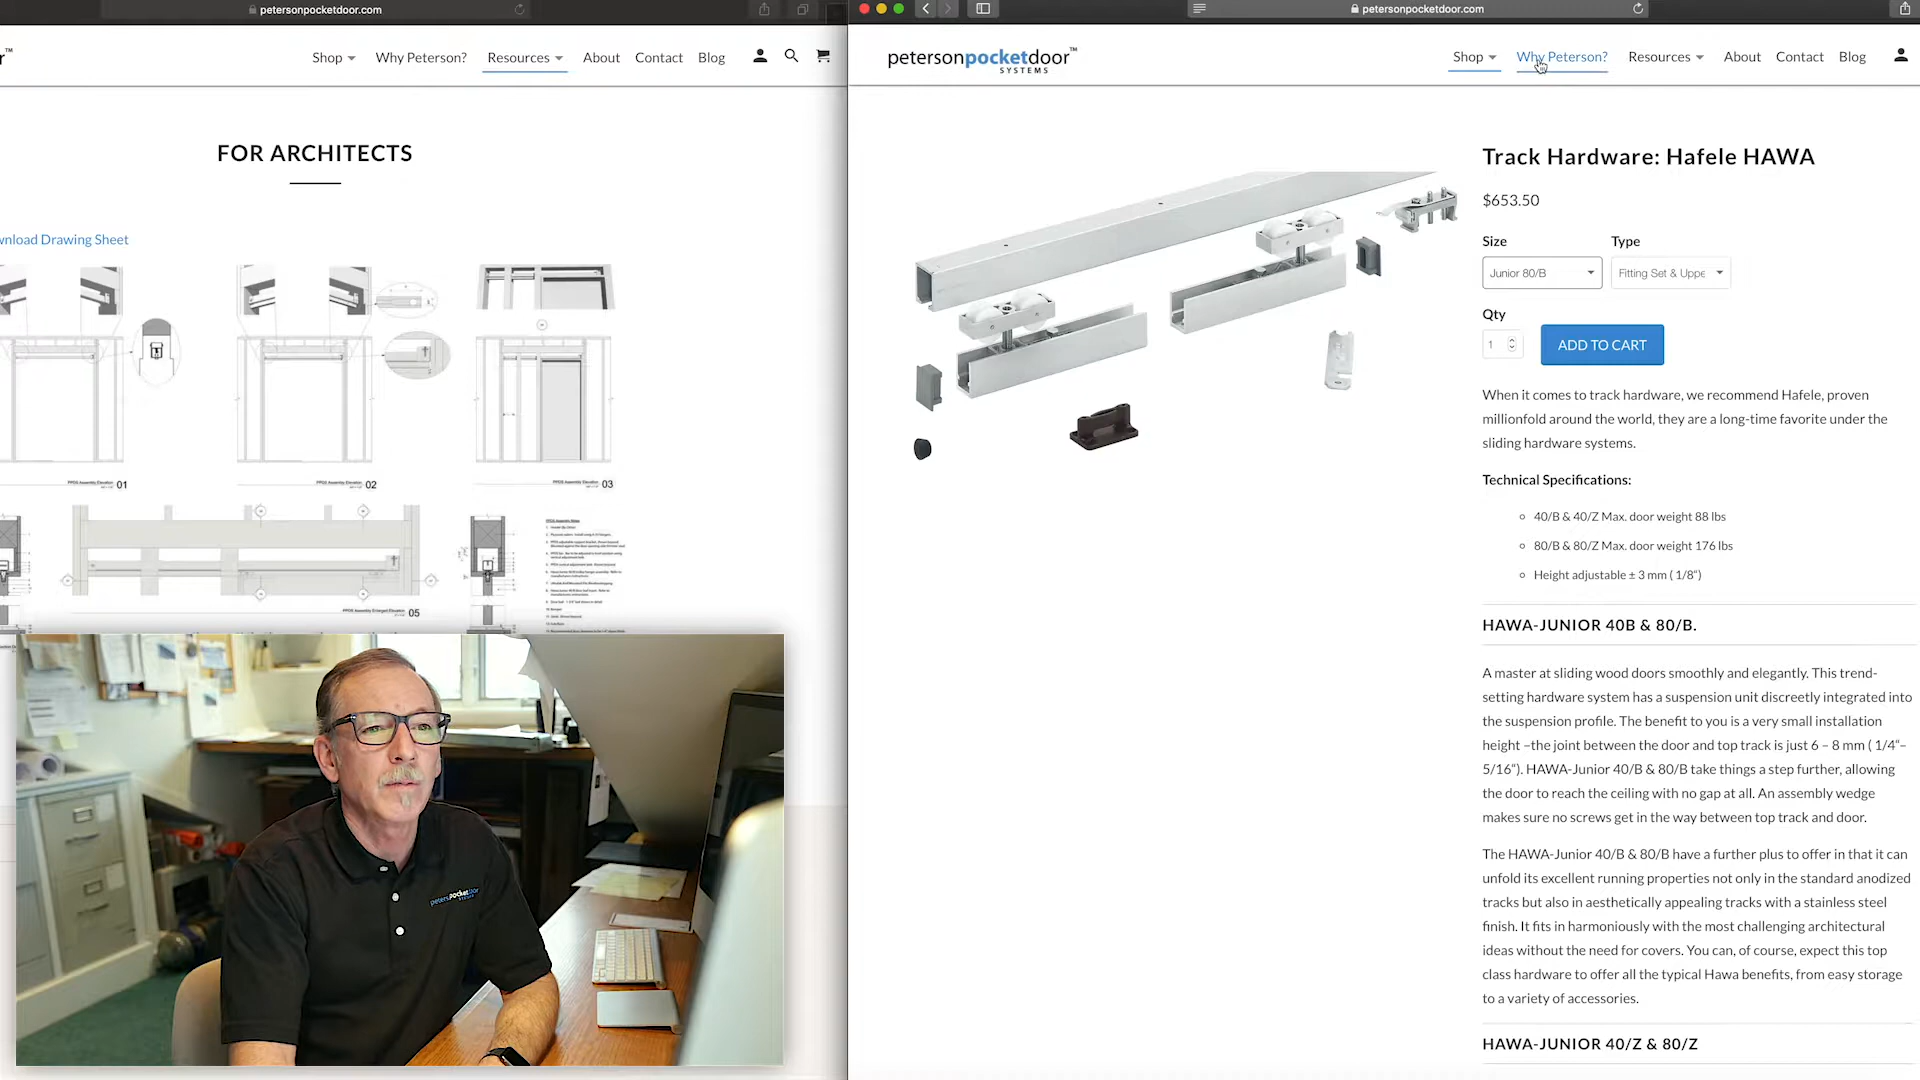 petersonpocketdoor.com
petersonpocketdoor.com
Shop Why Peterson? Resources About Contact Blog
FOR ARCHITECTS
wnload Drawing Sheet
01
02
03
05
petersonpocketdoor
SYSTEMS
petersonpocketdoor™
SYSTEMS
Shop Why Peterson? Resources About Contact Blog
Track Hardware: Hafele HAWA
$653.50
Size Type
Junior 80/B Fitting Set & Uppe
Qty
1 ADD TO CART
When it comes to track hardware, we recommend Hafele, proven
millionfold around the world, they are a long-time favorite under the
sliding hardware systems.
Technical Specifications:
40/B & 40/Z Max. door weight 88 lbs
80/B & 80/Z Max. door weight 176 lbs
Height adjustable ± 3 mm ( 1/8”)
HAWA-JUNIOR 40B & 80/B.
A master at sliding wood doors smoothly and elegantly. This trend-
setting hardware system has a suspension unit discreetly integrated into
the suspension profile. The benefit to you is a very small installation
height –the joint between the door and top track is just 6 – 8 mm ( 1/4”–
5/16”). HAWA-Junior 40/B & 80/B take things a step further, allowing
the door to reach the ceiling with no gap at all. An assembly wedge
makes sure no screws get in the way between top track and door.
The HAWA-Junior 40/B & 80/B have a further plus to offer in that it can
unfold its excellent running properties not only in the standard anodized
tracks but also in aesthetically appealing tracks with a stainless steel
finish. It fits in harmoniously with the most challenging architectural
ideas without the need for covers. You can, of course, expect this top
class hardware to offer all the typical Hawa benefits, from easy storage
to a variety of accessories.
HAWA-JUNIOR 40/Z & 80/Z